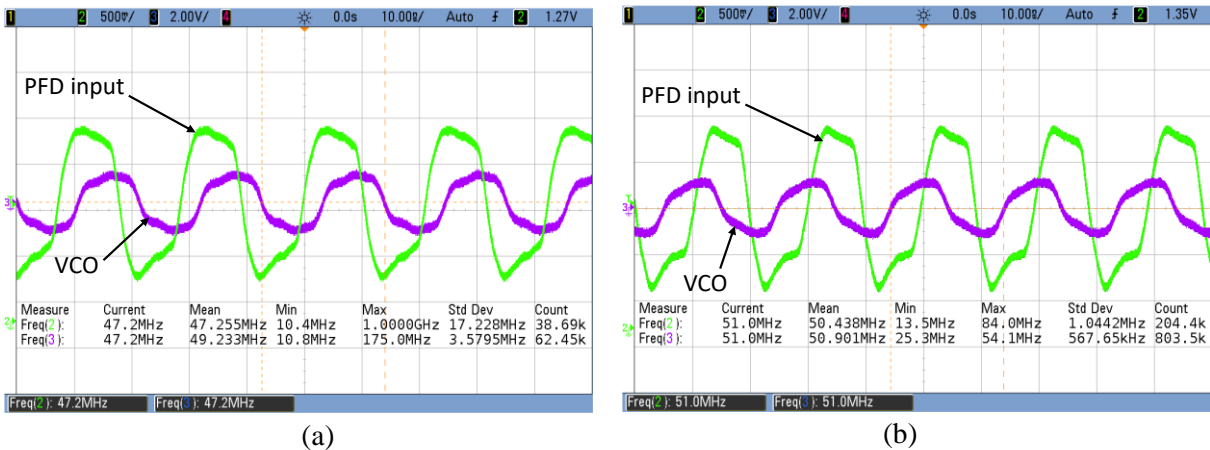 1 2 500mV/ 3 2.00V/ 4 0.0s 10.00ns/ Auto 2 1.27V
PFD input
VCO
Measure Current Mean Min Max Std Dev Count
Freq(2): 47.2MHz 47.255MHz 10.4MHz 1.0000GHz 17.228MHz 38.69k
Freq(3): 47.2MHz 49.233MHz 10.8MHz 175.0MHz 3.5795MHz 62.45k
Freq(2): 47.2MHz Freq(3): 47.2MHz
(a)
1 2 500mV/ 3 2.00V/ 4 0.0s 10.00ns/ Auto 2 1.35V
PFD input
VCO
Measure Current Mean Min Max Std Dev Count
Freq(2): 51.0MHz 50.438MHz 13.5MHz 84.0MHz 1.0442MHz 204.4k
Freq(3): 51.0MHz 50.901MHz 25.3MHz 54.1MHz 567.65kHz 803.5k
Freq(2): 51.0MHz Freq(3): 51.0MHz
(b)